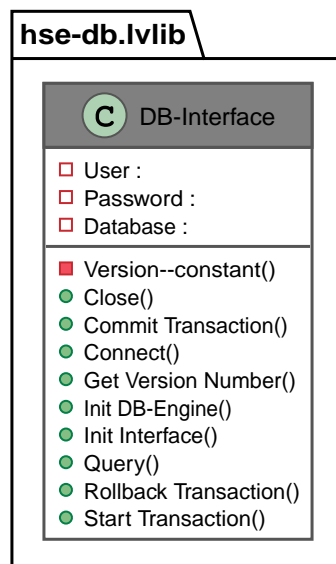 hse-db.lvlib
C DB-Interface
User :
Password :
Database :
Version--constant()
Close()
Commit Transaction()
Connect()
Get Version Number()
Init DB-Engine()
Init Interface()
Query()
Rollback Transaction()
Start Transaction()